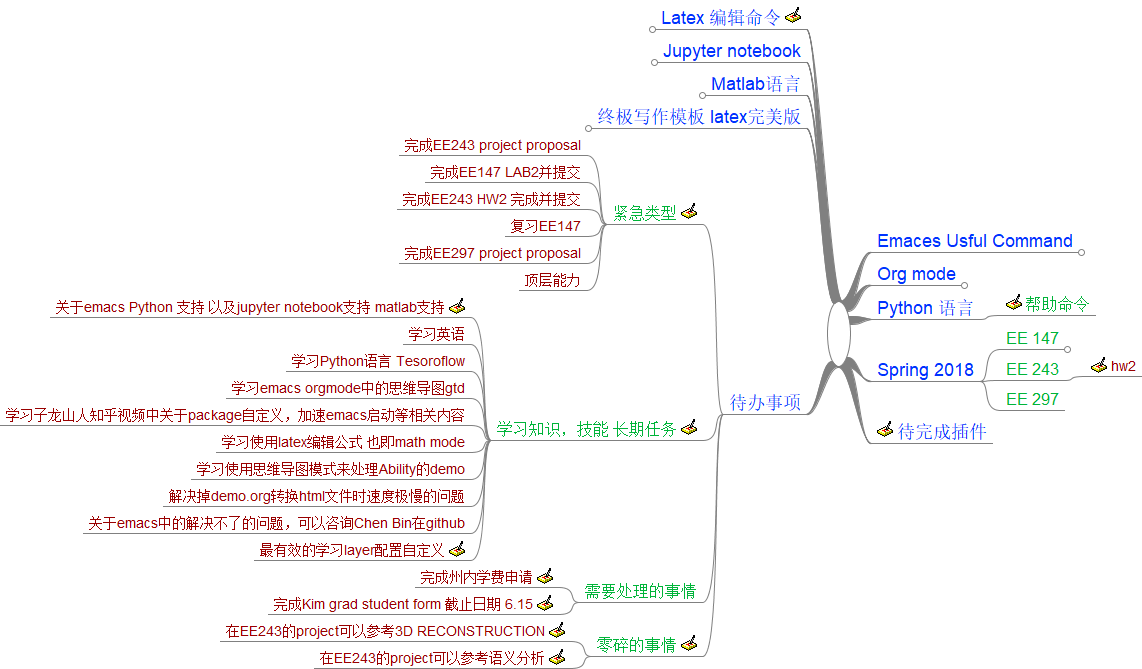 Latex 编辑命令
Jupyter notebook
Matlab语言
终极写作模板 latex完美版
完成EE243 project proposal
完成EE147 LAB2并提交
完成EE243 HW2 完成并提交
复习EE147
完成EE297 project proposal
顶层能力
紧急类型
关于emacs Python 支持 以及jupyter notebook支持 matlab支持
学习英语
学习Python语言 Tesoroflow
学习emacs orgmode中的思维导图gtd
学习子龙山人知乎视频中关于package自定义，加速emacs启动等相关内容
学习使用latex编辑公式 也即math mode
学习使用思维导图模式来处理Ability的demo
解决掉demo.org转换html文件时速度极慢的问题
关于emacs中的解决不了的问题，可以咨询Chen Bin在github
最有效的学习layer配置自定义
学习知识，技能 长期任务
完成州内学费申请
完成Kim grad student form 截止日期 6.15
需要处理的事情
在EE243的project可以参考3D RECONSTRUCTION
在EE243的project可以参考语义分析
零碎的事情
待办事项
Emaces Usful Command
Org mode
Python 语言
帮助命令
Spring 2018
EE 147
EE 243
hw2
EE 297
待完成插件